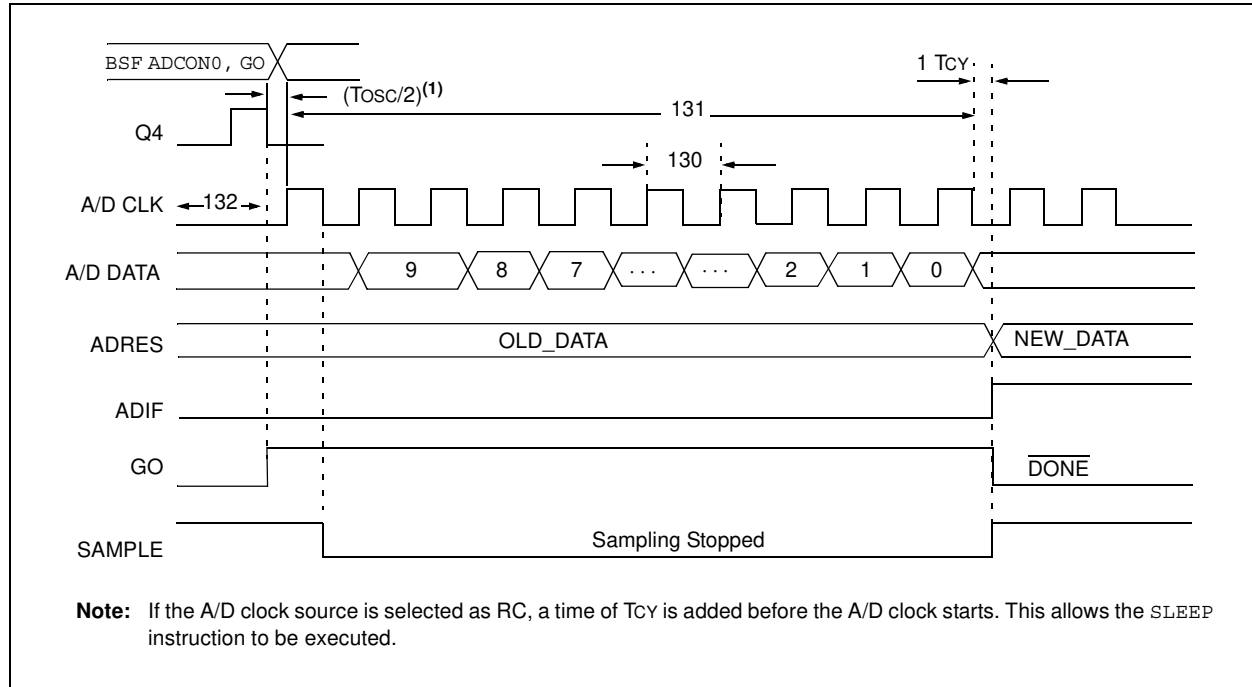 BSF ADCON0, GO
1 TCY
(TOSC/2)(1)
131
Q4
130
A/D CLK
132
A/D DATA
9 8 7 · · · · · · 2 1 0
ADRES
OLD_DATA
NEW_DATA
ADIF
GO
DONE
SAMPLE
Sampling Stopped
Note: If the A/D clock source is selected as RC, a time of TCY is added before the A/D clock starts. This allows the SLEEP
instruction to be executed.